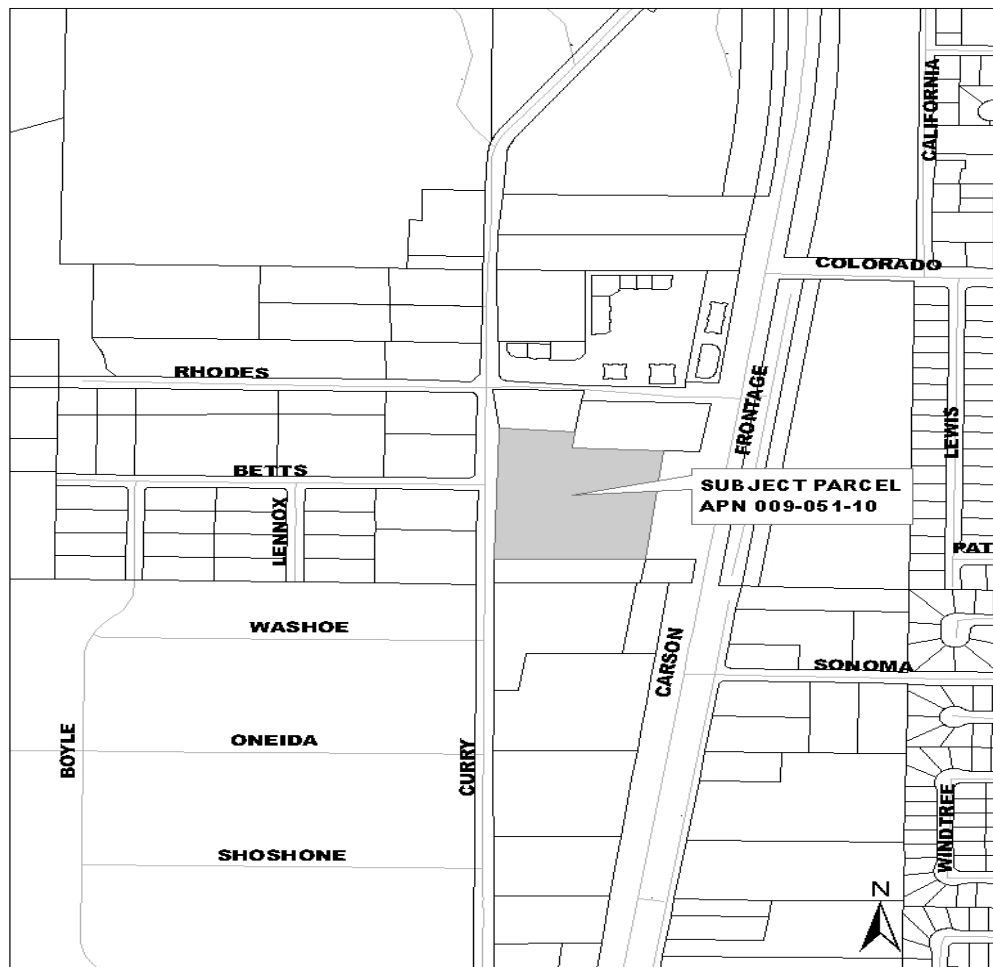 CALIFORNIA
COLORADO
RHODES
FRONTAGE
LEWIS
BETTS
SUBJECT PARCEL
APN 009-051-10
LENNOX
PAT
WASHOE
CARSON
SONOMA
BOYLE
ONEIDA
CURRY
WINDTREE
SHOSHONE
N